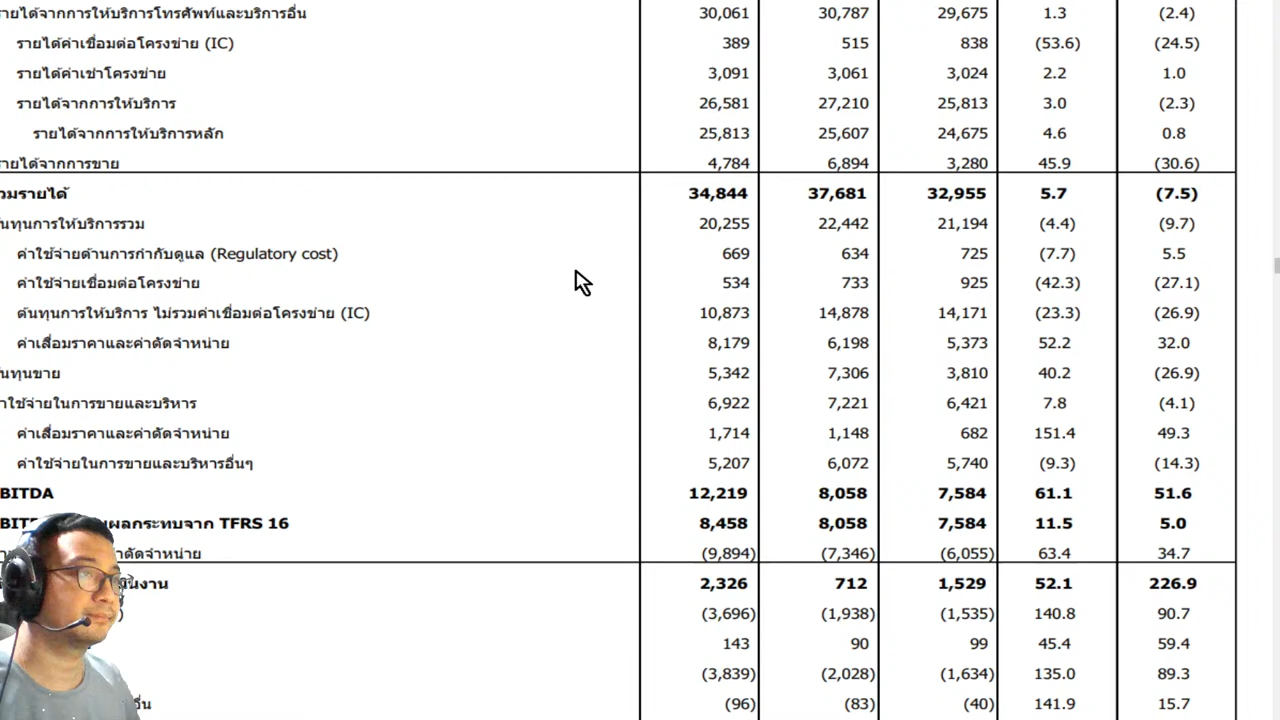 รายได้จากการให้บริการโทรศัพท์และบริการอื่น 30,061 30,787 29,675 1.3 (2.4)
รายได้ค่าเชื่อมต่อโครงข่าย (IC) 389 515 838 (53.6) (24.5)
รายได้ค่าเช่าโครงข่าย 3,091 3,061 3,024 2.2 1.0
รายได้จากการให้บริการ 26,581 27,210 25,813 3.0 (2.3)
รายได้จากการให้บริการหลัก 25,813 25,607 24,675 4.6 0.8
รายได้จากการขาย 4,784 6,894 3,280 45.9 (30.6)
วมรายได้ 34,844 37,681 32,955 5.7 (7.5)
นทุนการให้บริการรวม 20,255 22,442 21,194 (4.4) (9.7)
ค่าใช้จ่ายด้านการกำกับดูแล (Regulatory cost) 669 634 725 (7.7) 5.5
ค่าใช้จ่ายเชื่อมต่อโครงข่าย 534 733 925 (42.3) (27.1)
ต้นทุนการให้บริการ ไม่รวมค่าเชื่อมต่อโครงข่าย (IC) 10,873 14,878 14,171 (23.3) (26.9)
ค่าเสื่อมราคาและค่าตัดจำหน่าย 8,179 6,198 5,373 52.2 32.0
นทุนขาย 5,342 7,306 3,810 40.2 (26.9)
าใช้จ่ายในการขายและบริหาร 6,922 7,221 6,421 7.8 (4.1)
ค่าเสื่อมราคาและค่าตัดจำหน่าย 1,714 1,148 682 151.4 49.3
ค่าใช้จ่ายในการขายและบริหารอื่นๆ 5,207 6,072 5,740 (9.3) (14.3)
BITDA 12,219 8,058 7,584 61.1 51.6
BIT ผลกระทบจาก TFRS 16 8,458 8,058 7,584 11.5 5.0
าตัดจำหน่าย (9,894) (7,346) (6,055) 63.4 34.7
นินงาน 2,326 712 1,529 52.1 226.9
) (3,696) (1,938) (1,535) 140.8 90.7
143 90 99 45.4 59.4
(3,839) (2,028) (1,634) 135.0 89.3
อื่น (96) (83) (40) 141.9 15.7